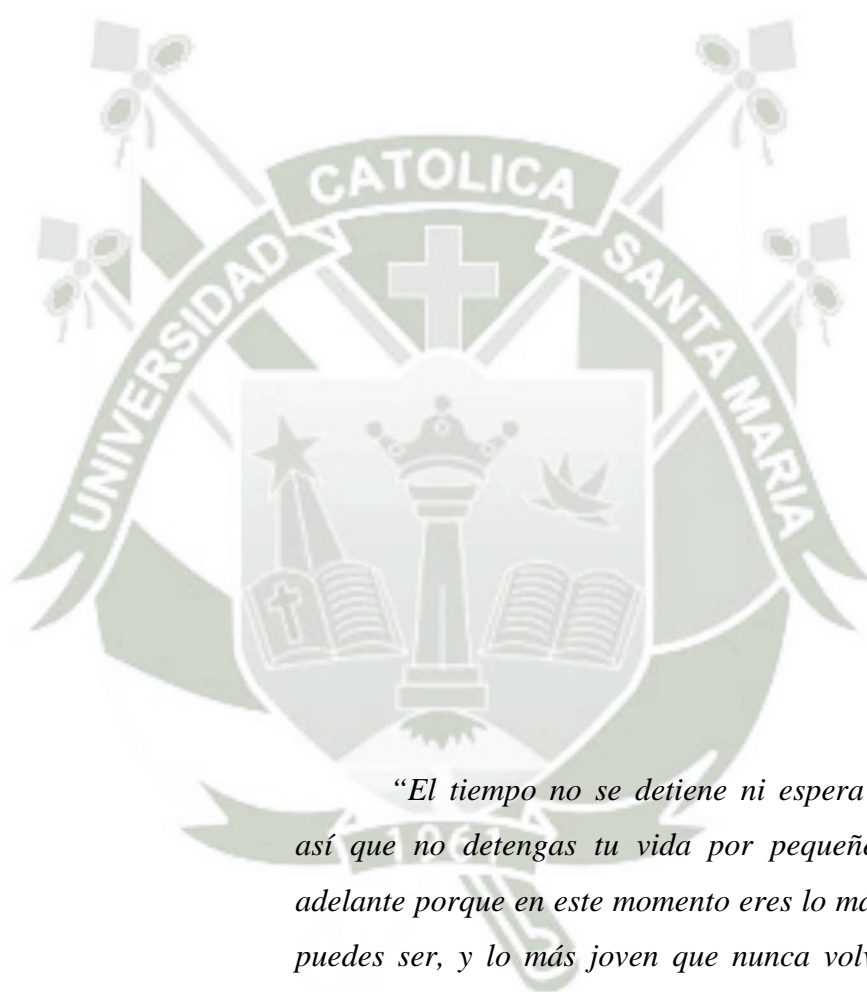 UNIVERSIDAD CATOLICA SANTA MARIA
“El tiempo no se detiene ni espera
así que no detengas tu vida por pequeñ
adelante porque en este momento eres lo ma
puedes ser, y lo más joven que nunca volv
1961